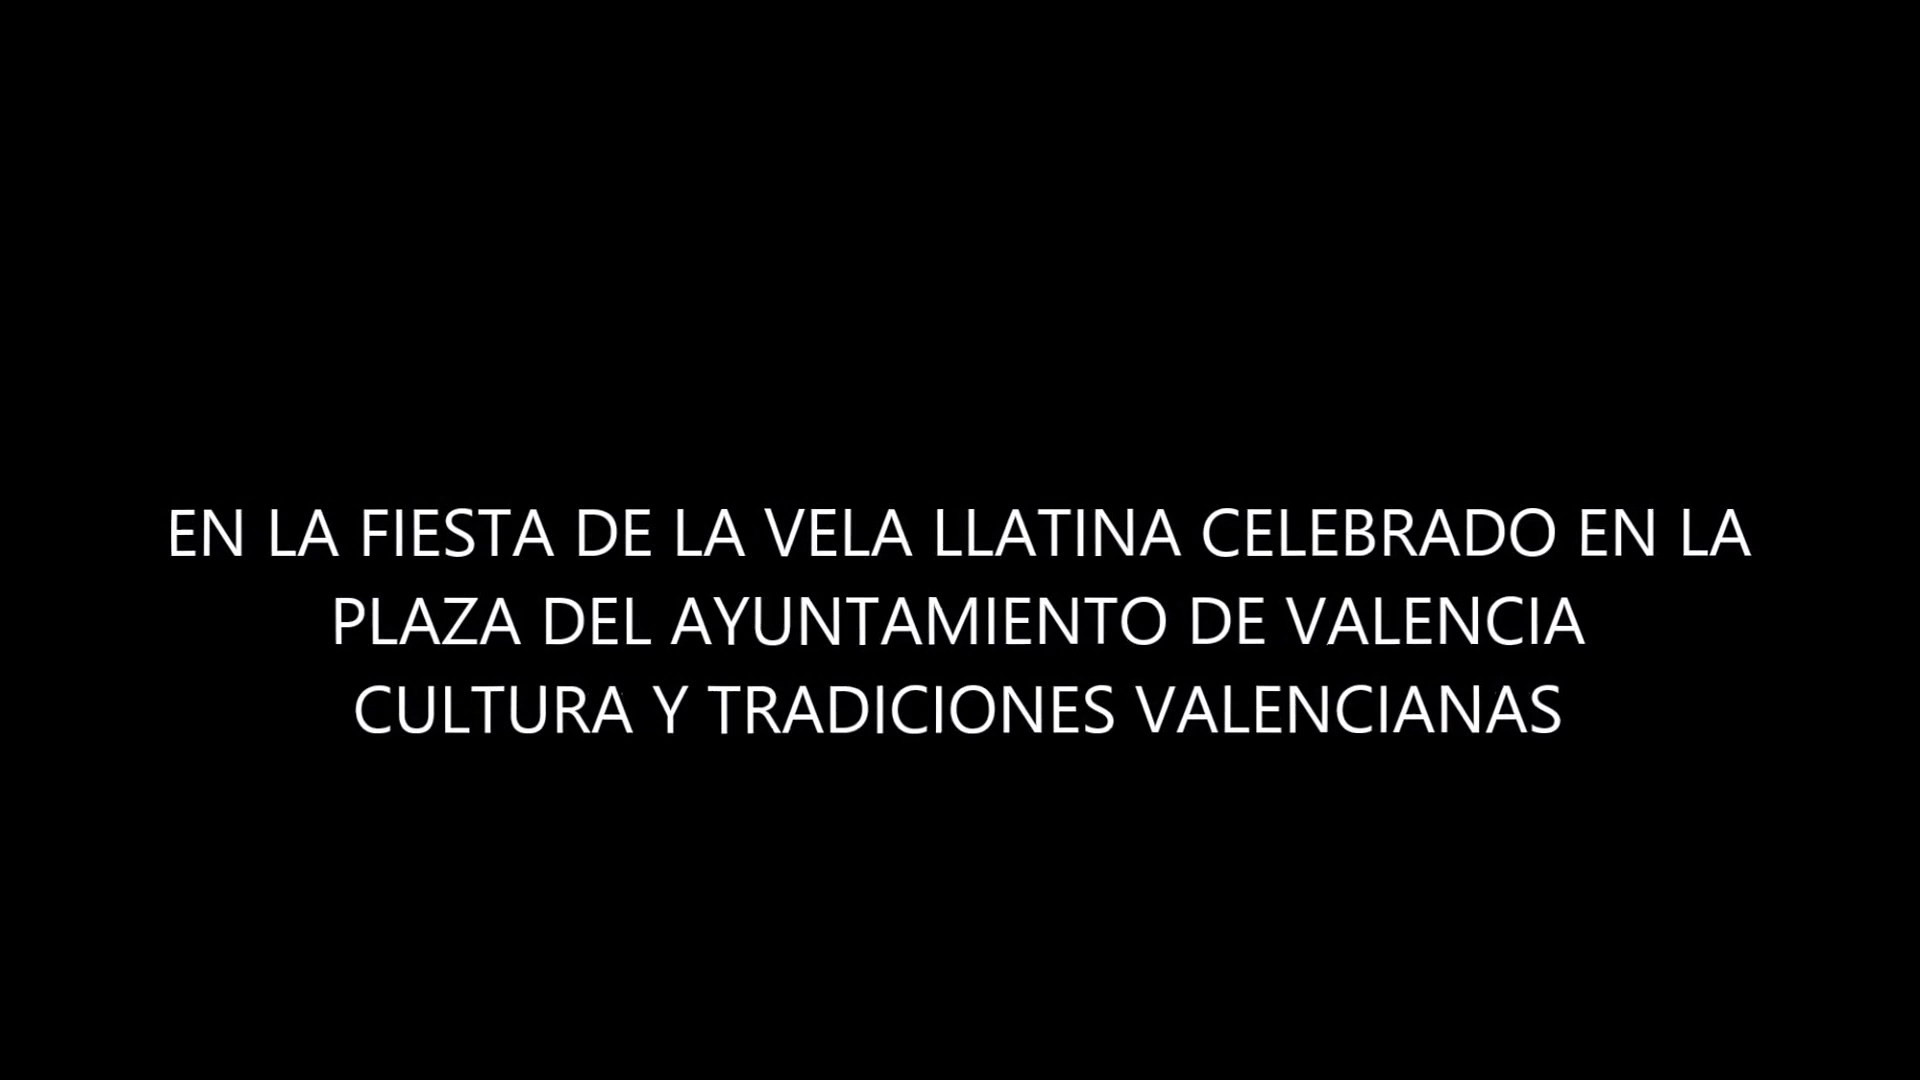 EN LA FIESTA DE LA VELA LLATINA CELEBRADO EN LA
PLAZA DEL AYUNTAMIENTO DE VALENCIA
CULTURA Y TRADICIONES VALENCIANAS